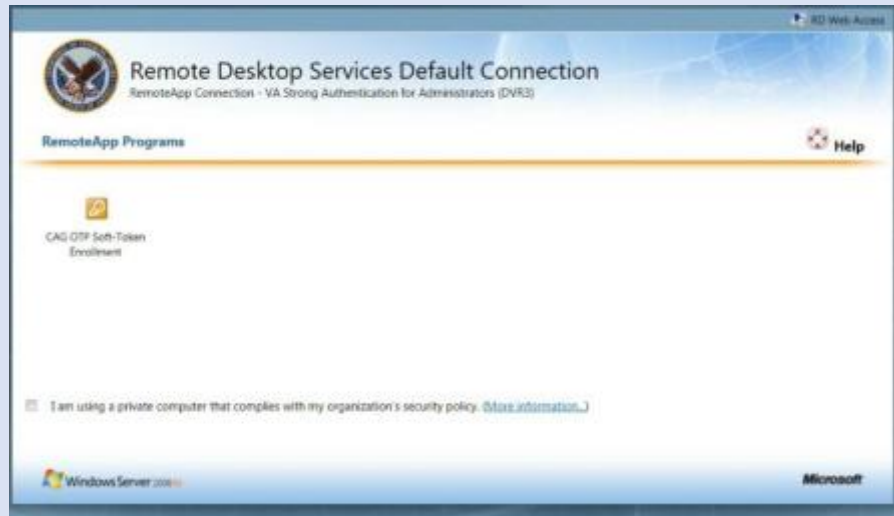 RD Web Access
Remote Desktop Services Default Connection
RemoteApp Connection - VA Strong Authentication for Administrators (DVR3)
RemoteApp Programs
Help
CAG OTP Soft-Token
Enrollment
I am using a private computer that complies with my organization's security policy. (More information...)
Windows Server 2008 R2
Microsoft